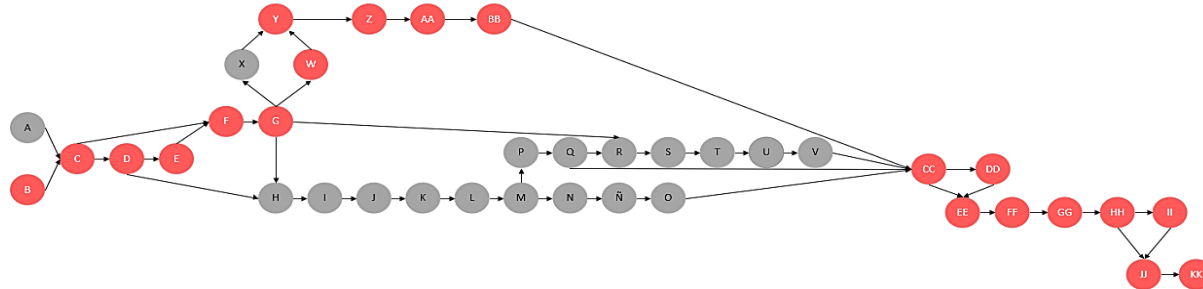 Y Z AA BB
X W
A F G
C D E P Q R S T U V CC DD
B H I J K L M N Ñ O
EE FF GG HH II
JJ KK